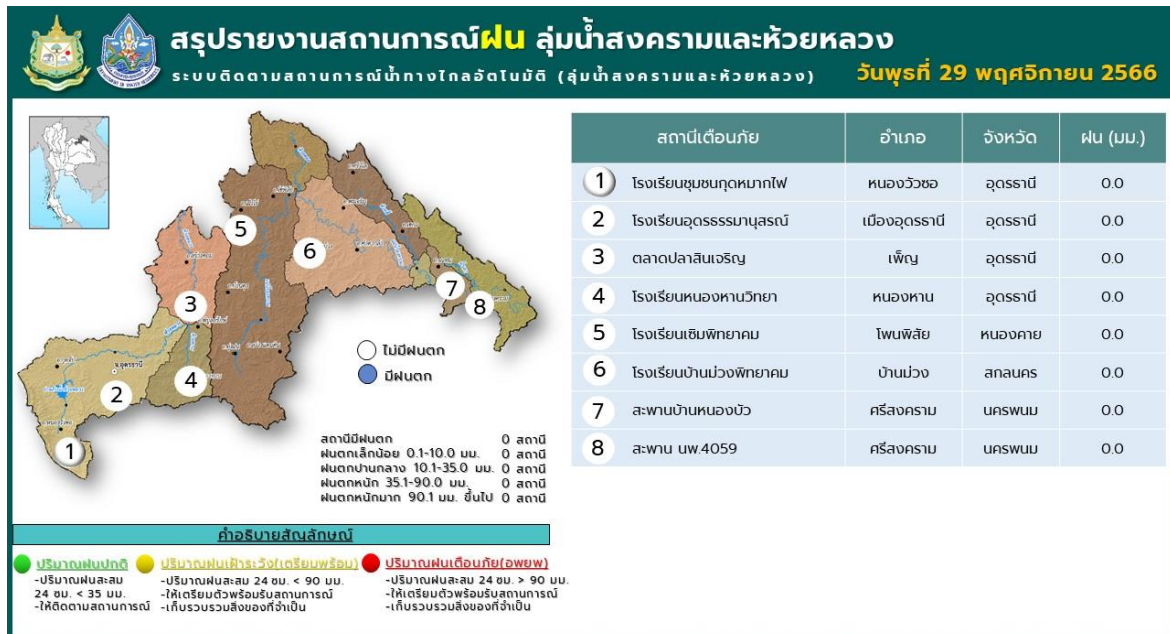 สรุปรายงานสถานการณ์ฝน ลุ่มน้ำสงครามและห้วยหลวง
ระบบติดตามสถานการณ์น้ำทางไกลอัตโนมัติ (ลุ่มน้ำสงครามและห้วยหลวง)
วันพุธที่ 29 พฤศจิกายน 2566
สถานีเตือนภัย อำเภอ จังหวัด ฝน (มม.)
1 โรงเรียนชุมชนกุดหมากไฟ หนองวัวซอ อุดรธานี 0.0
2 โรงเรียนอุดรธรรมานุสรณ์ เมืองอุดรธานี อุดรธานี 0.0
3 ตลาดปลาสินเจริญ เพ็ญ อุดรธานี 0.0
4 โรงเรียนหนองหานวิทยา หนองหาน อุดรธานี 0.0
5 โรงเรียนเซิมพิทยาคม โพนพิสัย หนองคาย 0.0
6 โรงเรียนบ้านม่วงพิทยาคม บ้านม่วง สกลนคร 0.0
7 สะพานบ้านหนองบัว ศรีสงคราม นครพนม 0.0
8 สะพาน นพ.4059 ศรีสงคราม นครพนม 0.0
5
6
7
8
3
4
2
1
จ.อุดรธานี
ไม่มีฝนตก
มีฝนตก
สถานีมีฝนตก 0 สถานี
ฝนตกเล็กน้อย 0.1-10.0 มม. 0 สถานี
ฝนตกปานกลาง 10.1-35.0 มม. 0 สถานี
ฝนตกหนัก 35.1-90.0 มม. 0 สถานี
ฝนตกหนักมาก 90.1 มม. ขึ้นไป 0 สถานี
คำอธิบายสัญลักษณ์
ปริมาณฝนปกติ
-ปริมาณฝนสะสม
24 ชม. < 35 มม.
-ให้ติดตามสถานการณ์
ปริมาณฝนเฝ้าระวัง(เตรียมพร้อม)
-ปริมาณฝนสะสม 24 ชม. < 90 มม.
-ให้เตรียมตัวพร้อมรับสถานการณ์
-เก็บรวบรวมสิ่งของที่จำเป็น
ปริมาณฝนเตือนภัย(อพยพ)
-ปริมาณฝนสะสม 24 ชม. > 90 มม.
-ให้เตรียมตัวพร้อมรับสถานการณ์
-เก็บรวบรวมสิ่งของที่จำเป็น